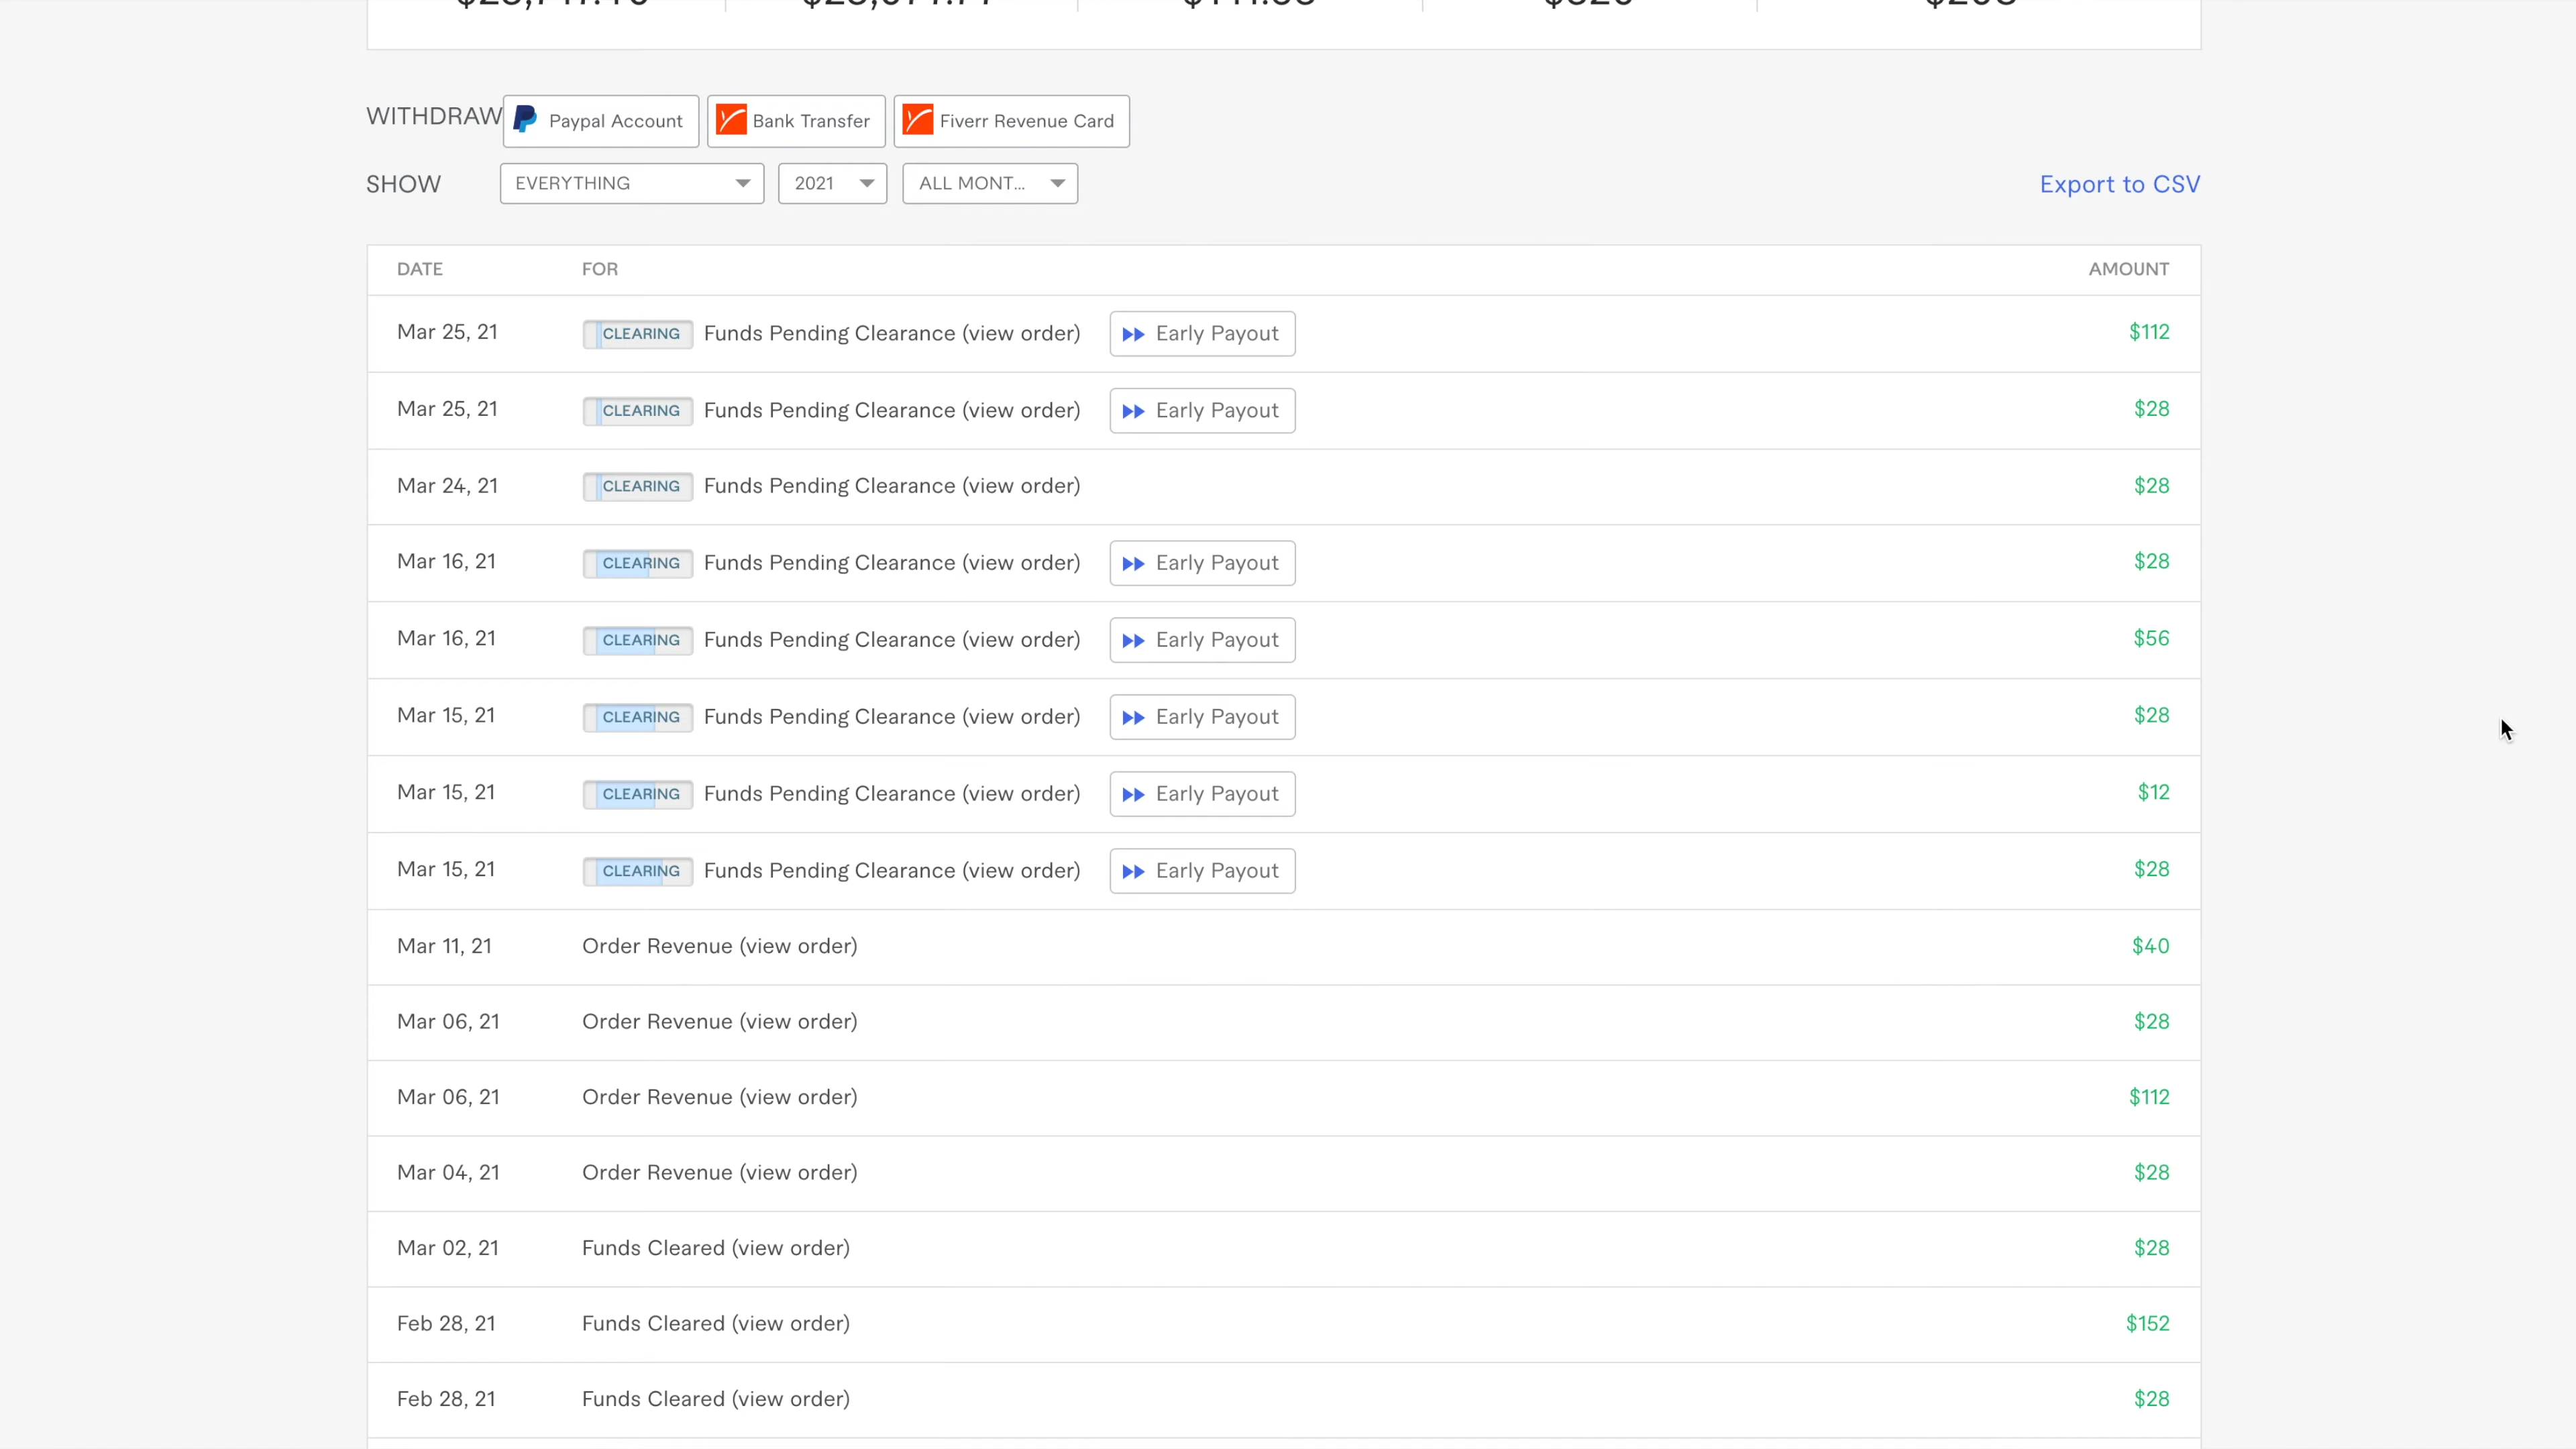 WITHDRAW Paypal Account Bank Transfer Fiverr Revenue Card
SHOW EVERYTHING 2021 ALL MONT... Export to CSV
DATE FOR AMOUNT
Mar 25, 21 CLEARING Funds Pending Clearance (view order) Early Payout $112
Mar 25, 21 CLEARING Funds Pending Clearance (view order) Early Payout $28
Mar 24, 21 CLEARING Funds Pending Clearance (view order) $28
Mar 16, 21 CLEARING Funds Pending Clearance (view order) Early Payout $28
Mar 16, 21 CLEARING Funds Pending Clearance (view order) Early Payout $56
Mar 15, 21 CLEARING Funds Pending Clearance (view order) Early Payout $28
Mar 15, 21 CLEARING Funds Pending Clearance (view order) Early Payout $12
Mar 15, 21 CLEARING Funds Pending Clearance (view order) Early Payout $28
Mar 11, 21 Order Revenue (view order) $40
Mar 06, 21 Order Revenue (view order) $28
Mar 06, 21 Order Revenue (view order) $112
Mar 04, 21 Order Revenue (view order) $28
Mar 02, 21 Funds Cleared (view order) $28
Feb 28, 21 Funds Cleared (view order) $152
Feb 28, 21 Funds Cleared (view order) $28